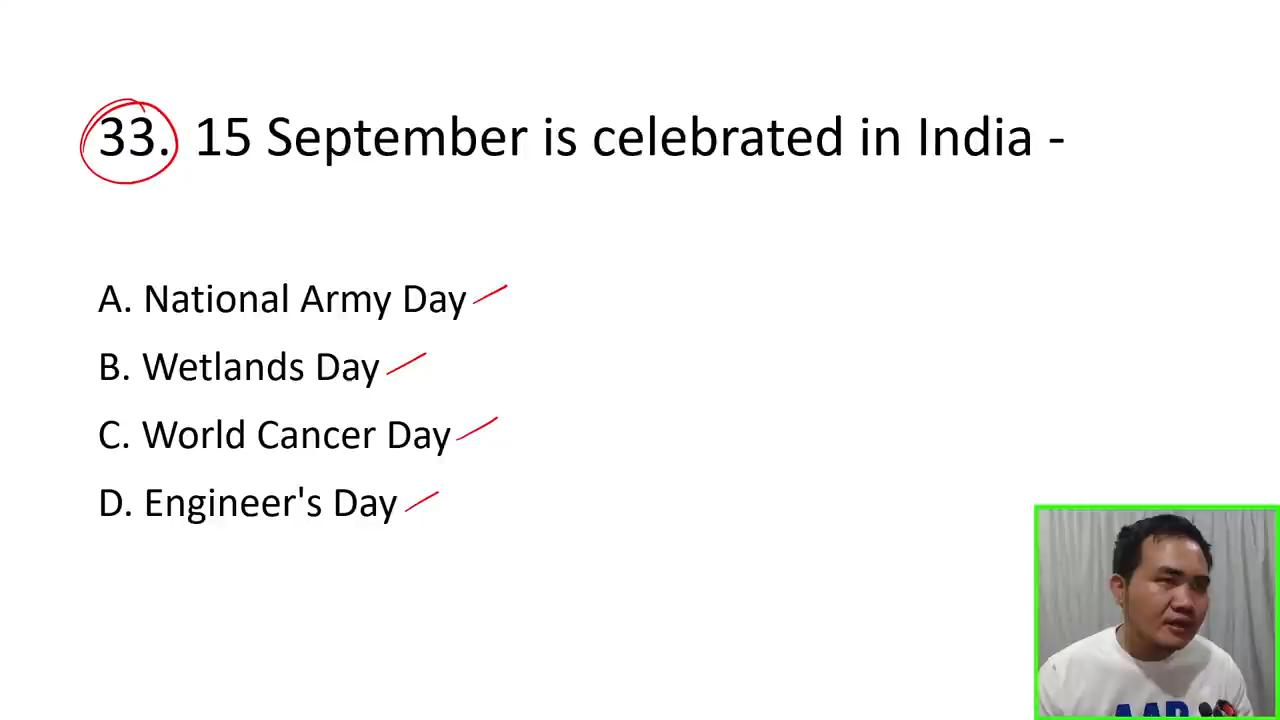 33. 15 September is celebrated in India -
A. National Army Day
B. Wetlands Day
C. World Cancer Day
D. Engineer's Day